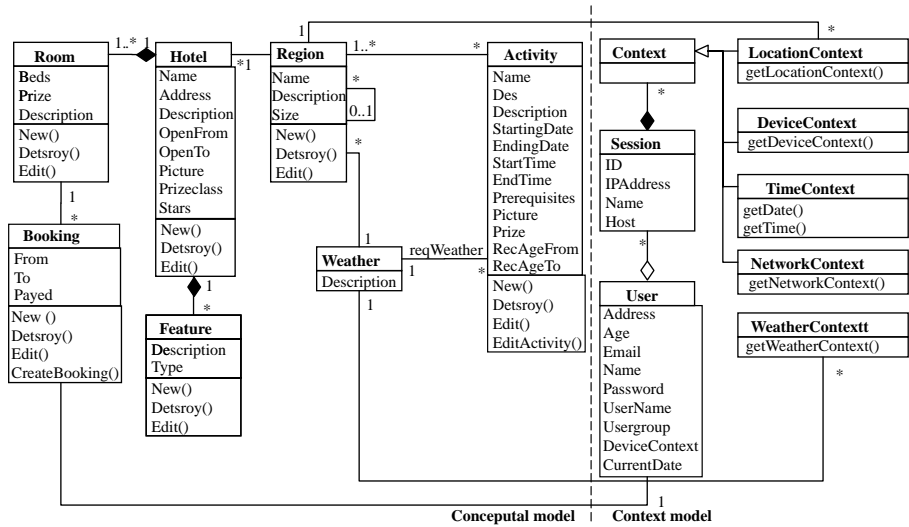 1
*
Room
Beds
Prize
Description
New()
Detsroy()
Edit()
1..*
1
Hotel
Name
Address
Description
OpenFrom
OpenTo
Picture
Prizeclass
Stars
New()
Detsroy()
Edit()
*
1
Region
Name
Description
Size
New()
Detsroy()
Edit()
*
0..1
*
1..*
*
Activity
Name
Des
Description
StartingDate
EndingDate
StartTime
EndTime
Prerequisites
Picture
Prize
RecAgeFrom
RecAgeTo
New()
Detsroy()
Edit()
EditActivity()
Context
*
Session
ID
IPAddress
Name
Host
*
User
Address
Age
Email
Name
Password
UserName
Usergroup
DeviceContext
CurrentDate
1
LocationContext
getLocationContext()
DeviceContext
getDeviceContext()
TimeContext
getDate()
getTime()
NetworkContext
getNetworkContext()
WeatherContextt
getWeatherContext()
*
1
*
Booking
From
To
Payed
New ()
Detsroy()
Edit()
CreateBooking()
1
*
Feature
Description
Type
New()
Detsroy()
Edit()
1
Weather
Description
reqWeather
1
*
1
Conceputal model
Context model